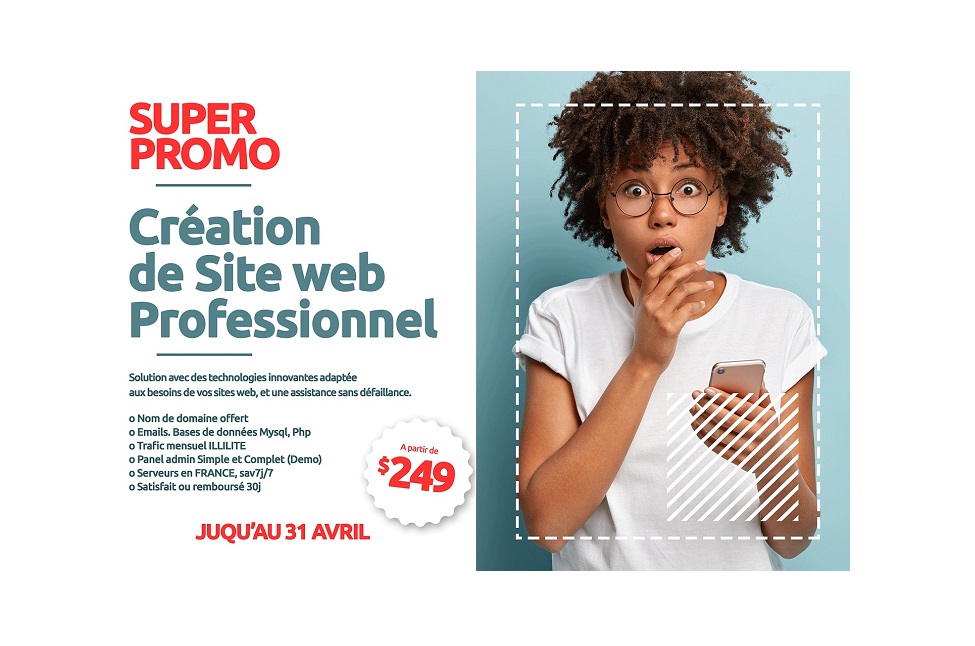 SUPER
PROMO
Création
de Site web
Professionnel
Solution avec des technologies innovantes adaptée
aux besoins de vos sites web, et une assistance sans défaillance.
o Nom de domaine offert
o Emails. Bases de données Mysql, Php
o Trafic mensuel ILLILITE
o Panel admin Simple et Complet (Demo)
o Serveurs en FRANCE, sav7j/7
o Satisfait ou remboursé 30j
A partir de
$249
JUQU'AU 31 AVRIL